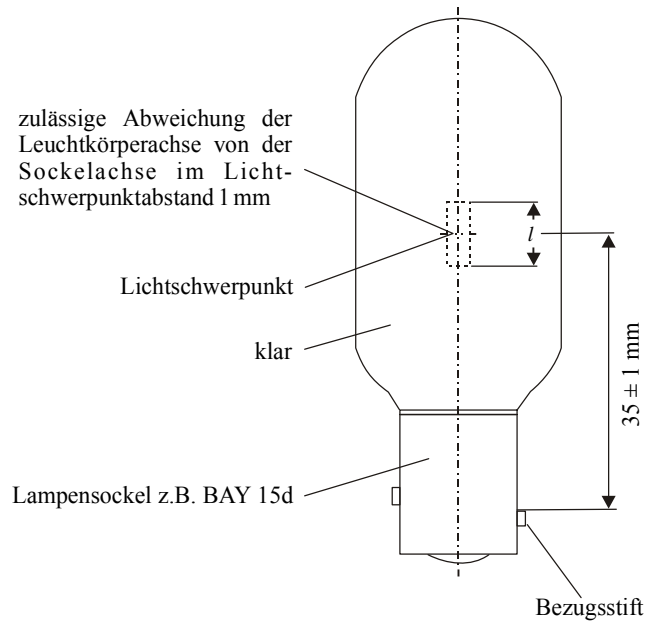 zulässige Abweichung der
Leuchtkörperachse von der
Sockelachse im Licht-
schwerpunktabstand 1 mm
l
Lichtschwerpunkt
klar
35 ± 1 mm
Lampensockel z.B. BAY 15d
Bezugsstift